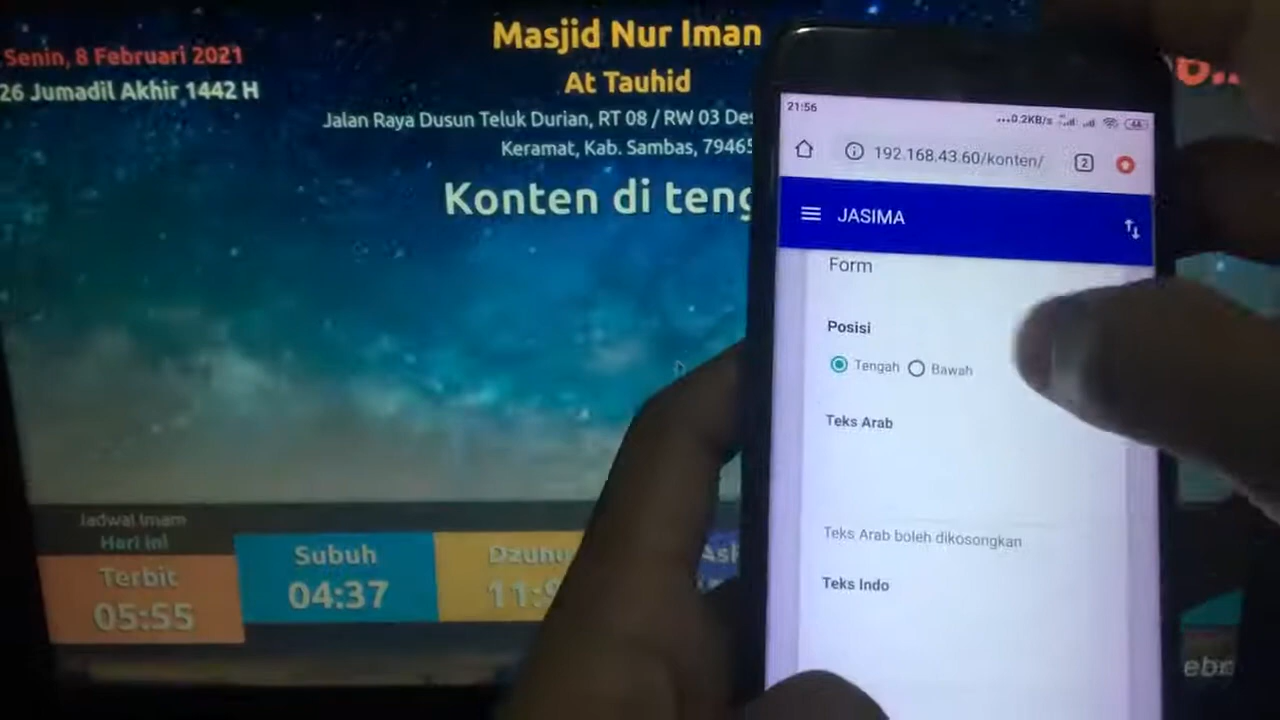 Senin, 8 Februari 2021
26 Jumadil Akhir 1442 H
Masjid Nur Iman
At Tauhid
Jalan Raya Dusun Teluk Durian, RT 08 / RW 03
Keramat, Kab. Sambas, 79465
Konten di
Jadwal Imam
Hari Ini
Terbit
05:55
Subuh
04:37
21:56
...0.2KB/s
192.168.43.60/konten/
2
JASIMA
Form
Posisi
Tengah
Bawah
Teks Arab
Teks Arab boleh dikosongkan
Teks Indo